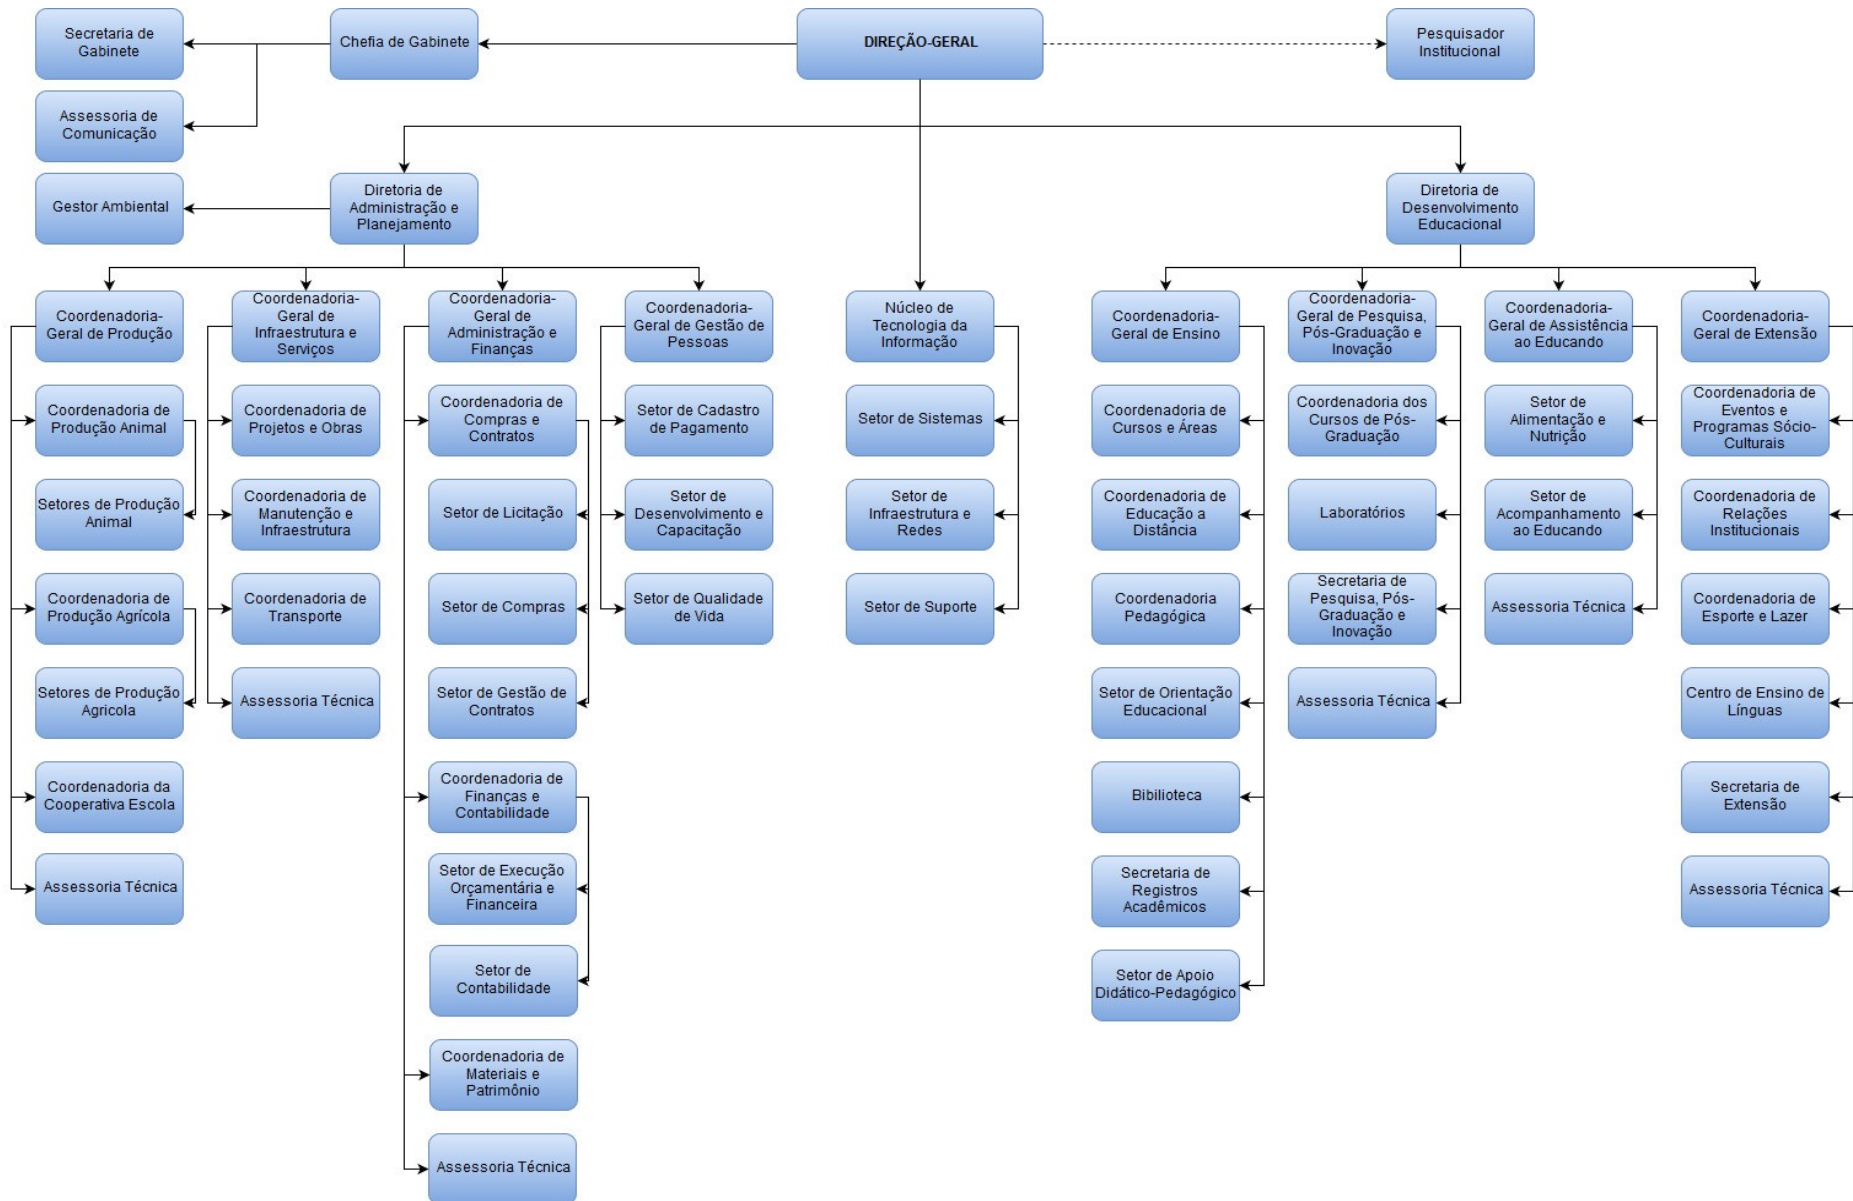 Secretaria de
Gabinete
Chefia de Gabinete
DIREÇÃO-GERAL
Pesquisador
Institucional
Assessoria de
Comunicação
Gestor Ambiental
Diretoria de
Administração e
Planejamento
Diretoria de
Desenvolvimento
Educacional
Coordenadoria-
Geral de Produção
Coordenadoria-
Geral de
Infraestrutura e
Serviços
Coordenadoria-
Geral de
Administração e
Finanças
Coordenadoria-
Geral de Gestão de
Pessoas
Núcleo de
Tecnologia da
Informação
Coordenadoria-
Geral de Ensino
Coordenadoria-
Geral de Pesquisa,
Pós-Graduação e
Inovação
Coordenadoria-
Geral de Assistência
ao Educando
Coordenadoria-
Geral de Extensão
Coordenadoria de
Produção Animal
Coordenadoria de
Projetos e Obras
Coordenadoria de
Compras e
Contratos
Setor de Cadastro
de Pagamento
Setor de Sistemas
Coordenadoria de
Cursos e Áreas
Coordenadoria dos
Cursos de Pós-
Graduação
Setor de
Alimentação e
Nutrição
Coordenadoria de
Eventos e
Programas Sócio-
Culturais
Setores de Produção
Animal
Coordenadoria de
Manutenção e
Infraestrutura
Setor de Licitação
Setor de
Desenvolvimento e
Capacitação
Setor de
Infraestrutura e
Redes
Coordenadoria de
Educação a
Distância
Laboratórios
Setor de
Acompanhamento
ao Educando
Coordenadoria de
Relações
Institucionais
Coordenadoria de
Produção Agrícola
Coordenadoria de
Transporte
Setor de Compras
Setor de Qualidade
de Vida
Setor de Suporte
Coordenadoria
Pedagógica
Secretaria de
Pesquisa, Pós-
Graduação e
Inovação
Assessoria Técnica
Coordenadoria de
Esporte e Lazer
Setores de Produção
Agricola
Assessoria Técnica
Setor de Gestão de
Contratos
Setor de Orientação
Educacional
Assessoria Técnica
Centro de Ensino de
Línguas
Coordenadoria da
Cooperativa Escola
Coordenadoria de
Finanças e
Contabilidade
Bibilioteca
Secretaria de
Extensão
Assessoria Técnica
Setor de Execução
Orçamentária e
Financeira
Secretaria de
Registros
Acadêmicos
Assessoria Técnica
Setor de
Contabilidade
Setor de Apoio
Didático-Pedagógico
Coordenadoria de
Materiais e
Patrimônio
Assessoria Técnica